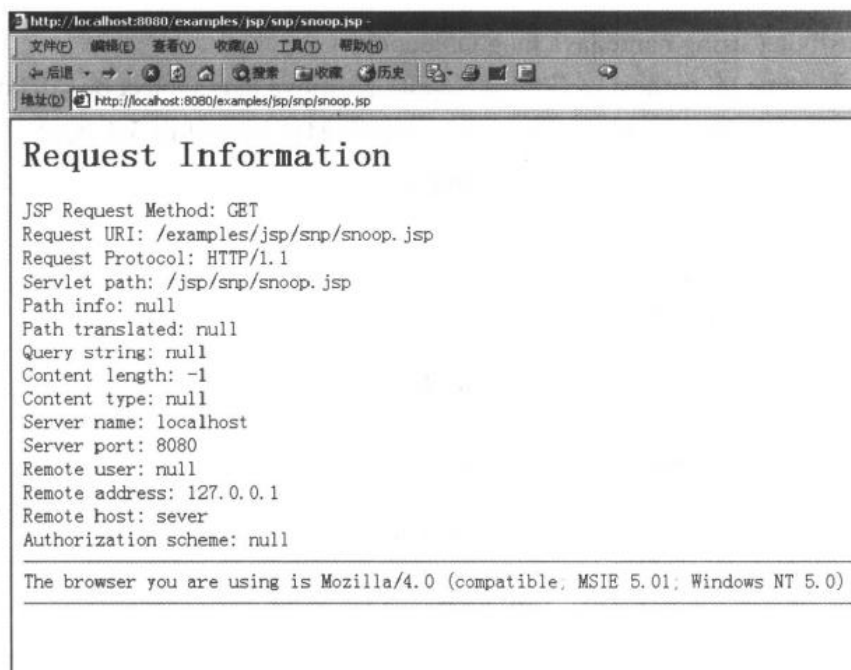 http://localhost:8080/examples/jsp/snp/snoop.jsp -
文件(F) 编辑(E) 查看(V) 收藏(A) 工具(T) 帮助(H)
后退 搜索 收藏 历史
地址(D) http://localhost:8080/examples/jsp/snp/snoop.jsp
Request Information
JSP Request Method: GET
Request URI: /examples/jsp/snp/snoop.jsp
Request Protocol: HTTP/1.1
Servlet path: /jsp/snp/snoop.jsp
Path info: null
Path translated: null
Query string: null
Content length: -1
Content type: null
Server name: localhost
Server port: 8080
Remote user: null
Remote address: 127.0.0.1
Remote host: sever
Authorization scheme: null
The browser you are using is Mozilla/4.0 (compatible; MSIE 5.01; Windows NT 5.0)